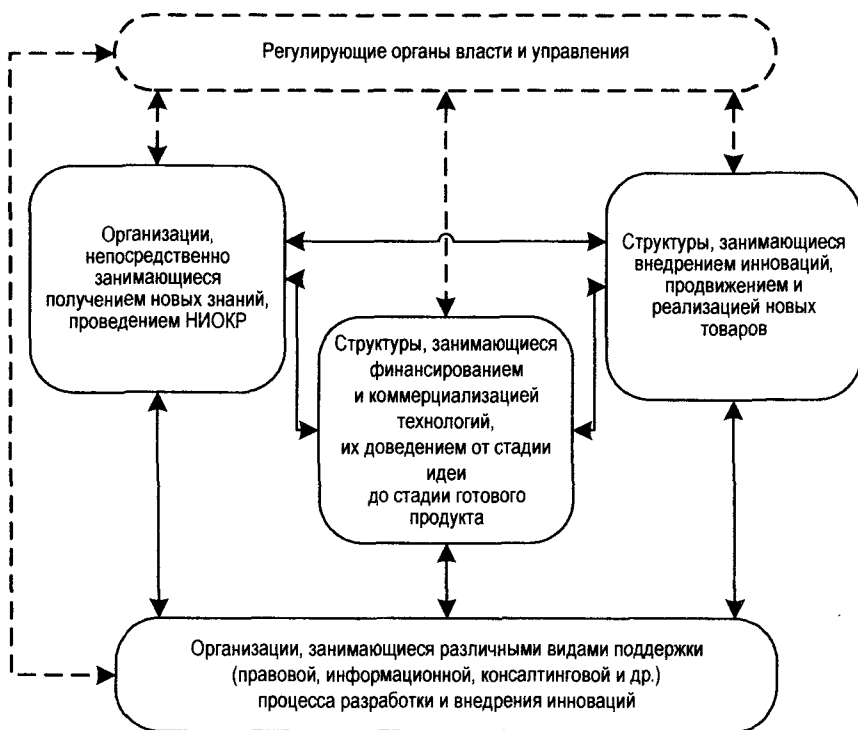 Регулирующие органы власти и управления
Организации,
непосредственно
занимающиеся
получением новых знаний,
проведением НИОКР
Структуры, занимающиеся
финансированием
и коммерциализацией
технологий,
их доведением от стадии
идеи
до стадии готового
продукта
Структуры, занимающиеся
внедрением инноваций,
продвижением и
реализацией новых
товаров
Организации, занимающиеся различными видами поддержки
(правовой, информационной, консалтинговой и др.)
процесса разработки и внедрения инноваций